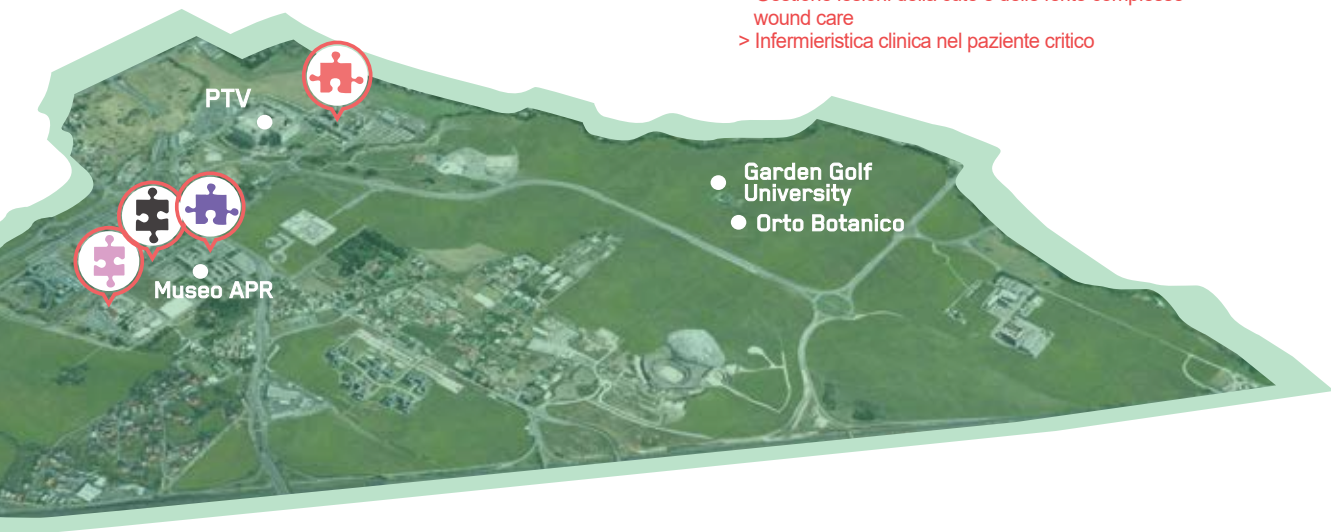 wound care
> Infermieristica clinica nel paziente critico
PTV
Garden Golf
University
Orto Botanico
Museo APR